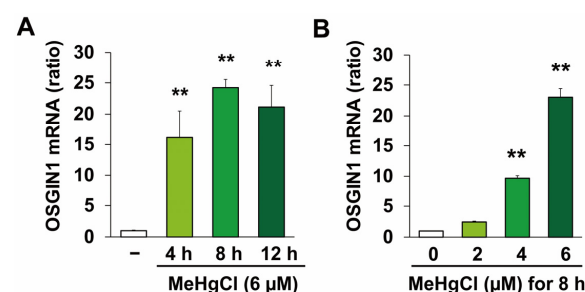 A
OSGIN1 mRNA (ratio)
30
25
20
15
10
5
0
**
**
**
– 4 h 8 h 12 h
MeHgCl (6 µM)
B
OSGIN1 mRNA (ratio)
30
25
20
15
10
5
0
**
**
0 2 4 6
MeHgCl (µM) for 8 h